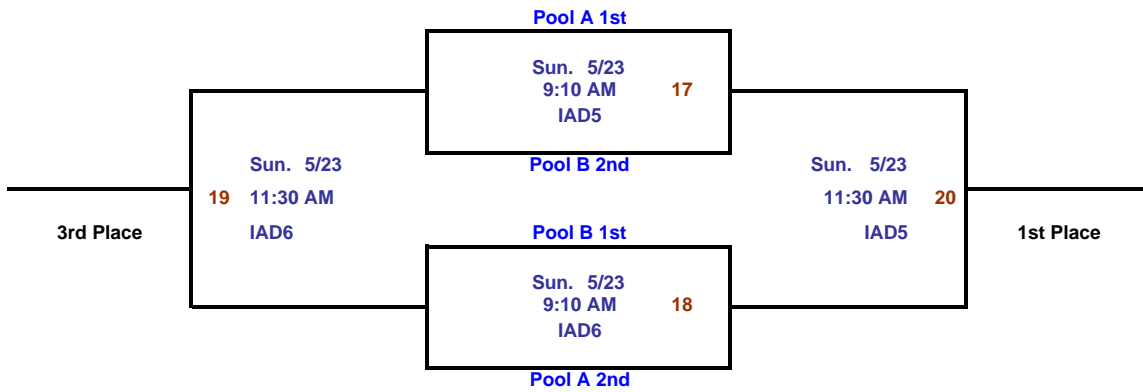 Pool A 1st
Sun. 5/23
9:10 AM 17
IAD5
Pool B 2nd
Sun. 5/23
19 11:30 AM
IAD6
3rd Place
Sun. 5/23
11:30 AM 20
IAD5
1st Place
Pool B 1st
Sun. 5/23
9:10 AM 18
IAD6
Pool A 2nd